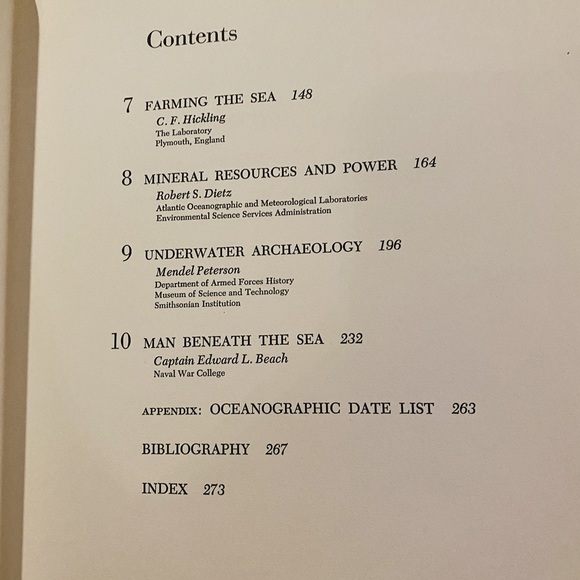 Contents
7 FARMING THE SEA 148
C. F. Hickling
The Laboratory
Plymouth, England
8 MINERAL RESOURCES AND POWER 164
Robert S. Dietz
Atlantic Oceanographic and Meteorological Laboratories
Environmental Science Services Administration
9 UNDERWATER ARCHAEOLOGY 196
Mendel Peterson
Department of Armed Forces History
Museum of Science and Technology
Smithsonian Institution
10 MAN BENEATH THE SEA 232
Captain Edward L. Beach
Naval War College
APPENDIX: OCEANOGRAPHIC DATE LIST 263
BIBLIOGRAPHY 267
INDEX 273